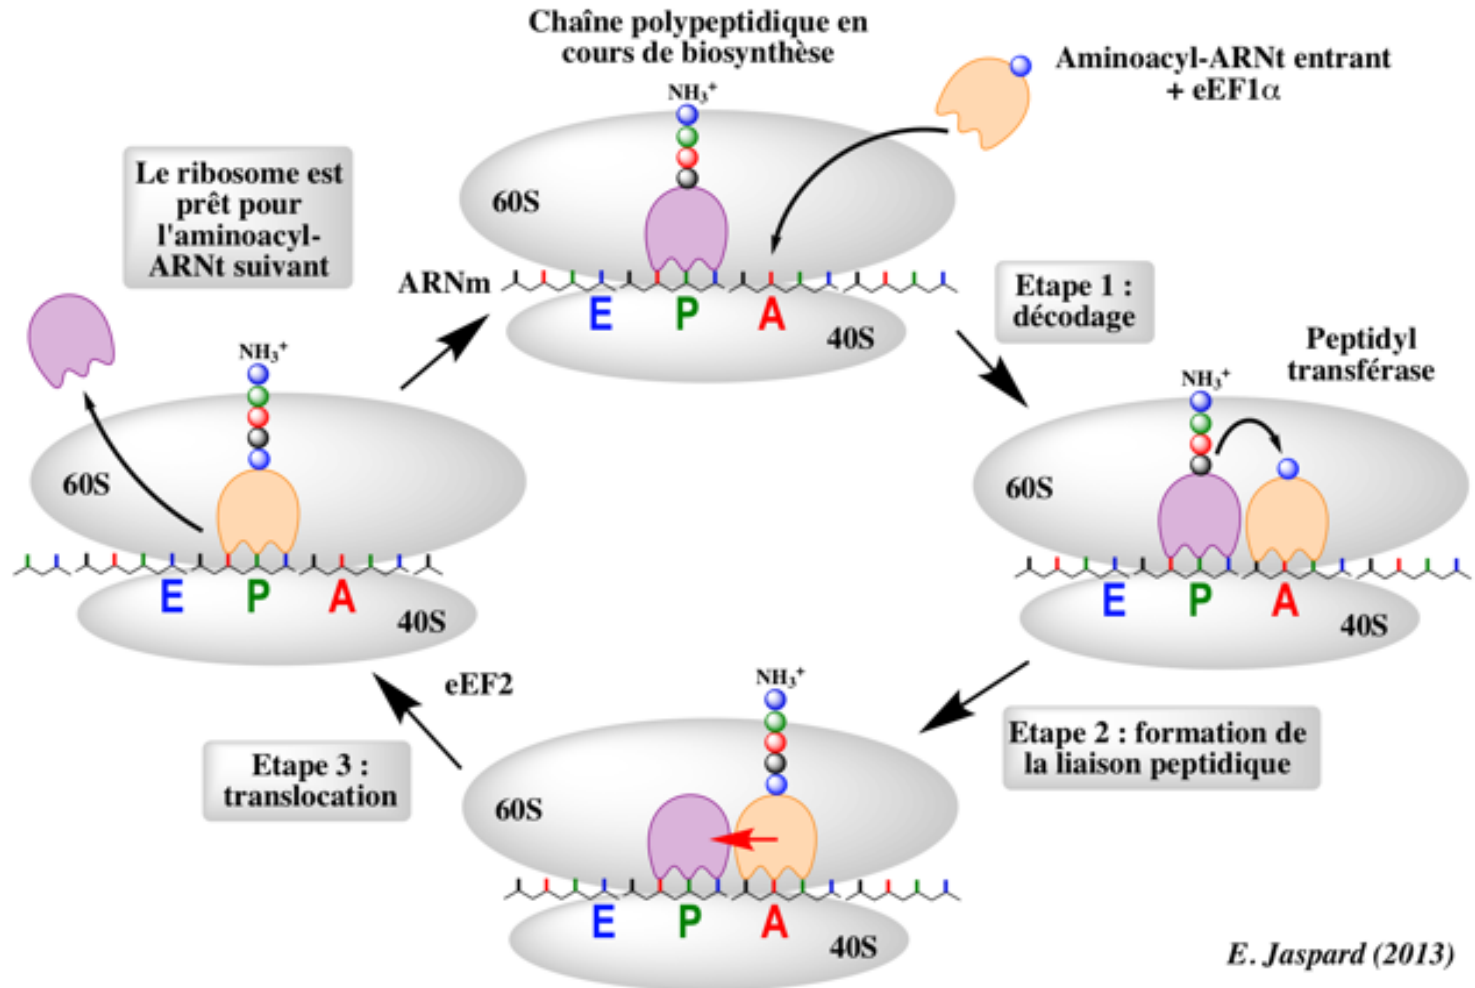 Chaîne polypeptidique en
cours de biosynthèse
NH₃⁺
Aminoacyl-ARNt entrant
+ eEF1α
60S
ARNm
E P A
40S
Etape 1 :
décodage
Peptidyl
transférase
NH₃⁺
60S
E P A
40S
Etape 2 : formation de
la liaison peptidique
NH₃⁺
60S
E P A
40S
eEF2
Etape 3 :
translocation
NH₃⁺
60S
E P A
40S
Le ribosome est
prêt pour
l'aminoacyl-
ARNt suivant
E. Jaspard (2013)